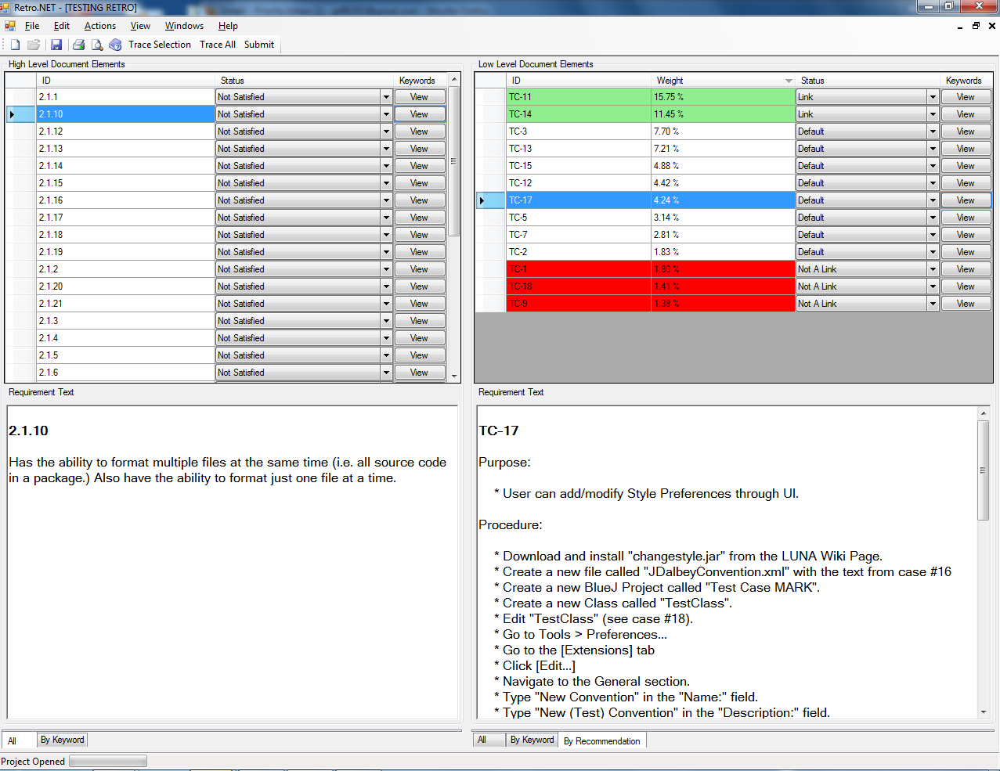 Retro.NET - [TESTING RETRO]
File Edit Actions View Windows Help
Trace Selection Trace All Submit
High Level Document Elements
ID Status Keywords
2.1.1 Not Satisfied View
2.1.10 Not Satisfied View
2.1.12 Not Satisfied View
2.1.13 Not Satisfied View
2.1.14 Not Satisfied View
2.1.15 Not Satisfied View
2.1.16 Not Satisfied View
2.1.17 Not Satisfied View
2.1.18 Not Satisfied View
2.1.19 Not Satisfied View
2.1.2 Not Satisfied View
2.1.20 Not Satisfied View
2.1.21 Not Satisfied View
2.1.3 Not Satisfied View
2.1.4 Not Satisfied View
2.1.5 Not Satisfied View
2.1.6 Not Satisfied View
Requirement Text
2.1.10
Has the ability to format multiple files at the same time (i.e. all source code
in a package.) Also have the ability to format just one file at a time.
All By Keyword
Low Level Document Elements
ID Weight Status Keywords
TC-11 15.75 % Link View
TC-14 11.45 % Link View
TC-3 7.70 % Default View
TC-13 7.21 % Default View
TC-15 4.88 % Default View
TC-12 4.42 % Default View
TC-17 4.24 % Default View
TC-5 3.14 % Default View
TC-7 2.81 % Default View
TC-2 1.83 % Default View
TC-1 1.80 % Not A Link View
TC-18 1.41 % Not A Link View
TC-9 1.38 % Not A Link View
Requirement Text
TC-17
Purpose:
* User can add/modify Style Preferences through UI.
Procedure:
* Download and install "changestyle.jar" from the LUNA Wiki Page.
* Create a new file called "JDalbeyConvention.xml" with the text from case #16
* Create a new BlueJ Project called "Test Case MARK".
* Create a new Class called "TestClass".
* Edit "TestClass" (see case #18).
* Go to Tools > Preferences...
* Go to the [Extensions] tab
* Click [Edit...]
* Navigate to the General section.
* Type "New Convention" in the "Name:" field.
* Type "New (Test) Convention" in the "Description:" field.
All By Keyword By Recommendation
Project Opened